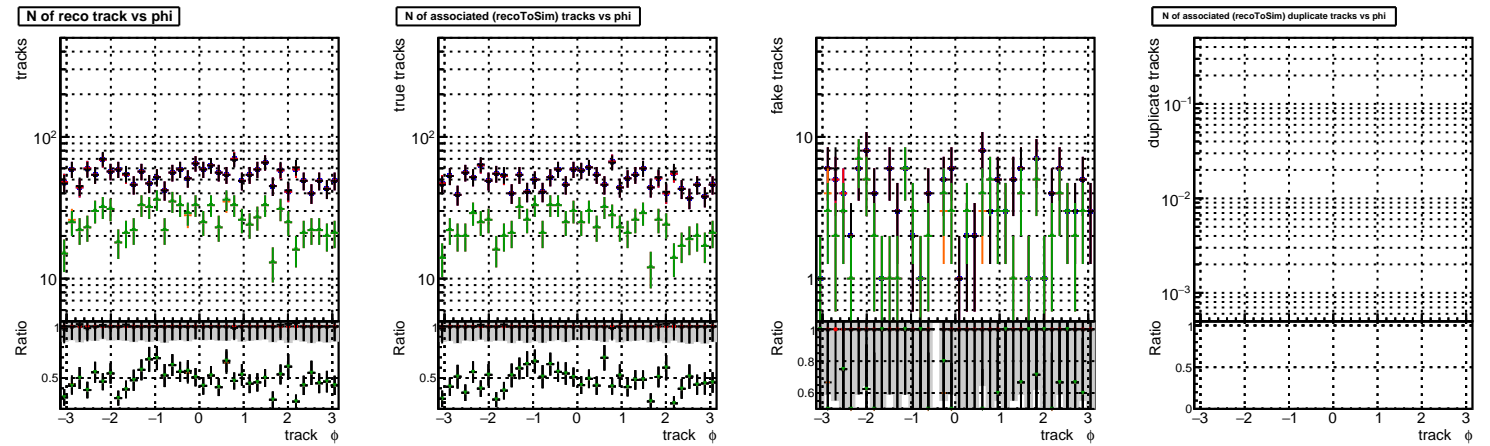 N of reco track vs phi
tracks
10²
10
Ratio
1
0.5
−3 −2 −1 0 1 2 3
track ϕ
N of associated (recoToSim) tracks vs phi
true tracks
10²
10
Ratio
1
0.5
−3 −2 −1 0 1 2 3
track ϕ
fake tracks
10
1
Ratio
1
0.8
0.6
−3 −2 −1 0 1 2 3
track ϕ
N of associated (recoToSim) duplicate tracks vs phi
duplicate tracks
10⁻¹
10⁻²
10⁻³
Ratio
1
0.5
0
−3 −2 −1 0 1 2 3
track ϕ